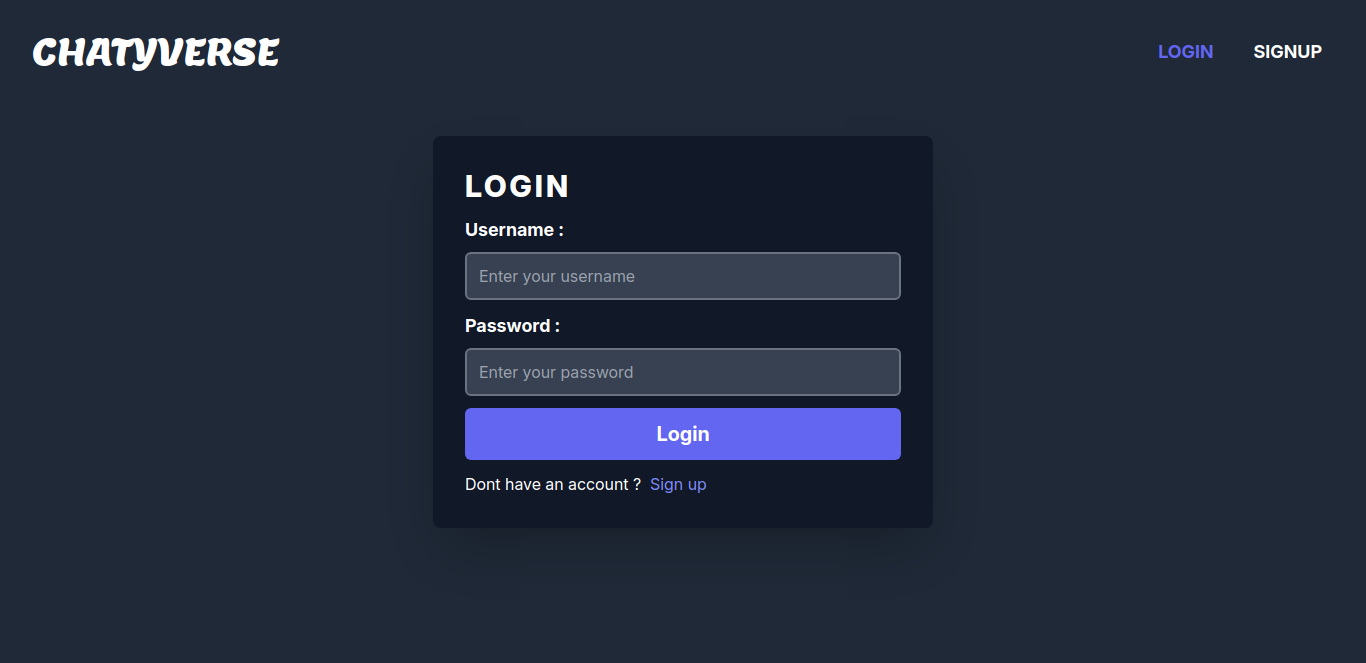 CHATYVERSE
LOGIN SIGNUP
LOGIN
Username :
Enter your username
Password :
Enter your password
Login
Dont have an account ? Sign up